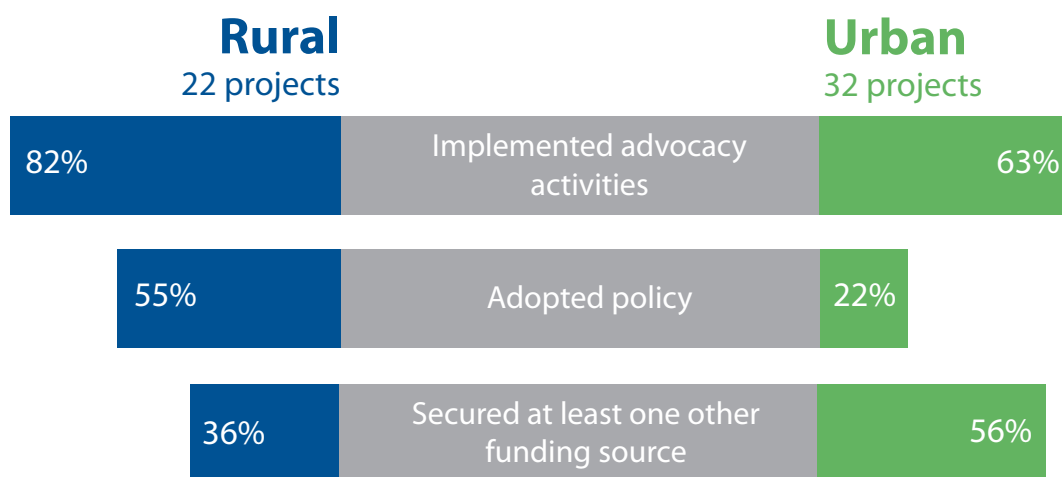 Rural
22 projects
Urban
32 projects
82%
Implemented advocacy
activities
63%
55%
Adopted policy
22%
36%
Secured at least one other
funding source
56%